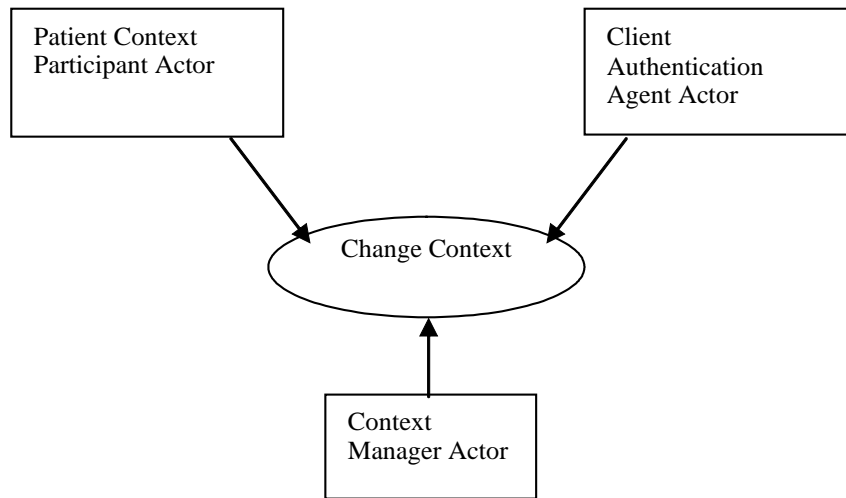 Patient Context
Participant Actor
Client
Authentication
Agent Actor
Change Context
Context
Manager Actor